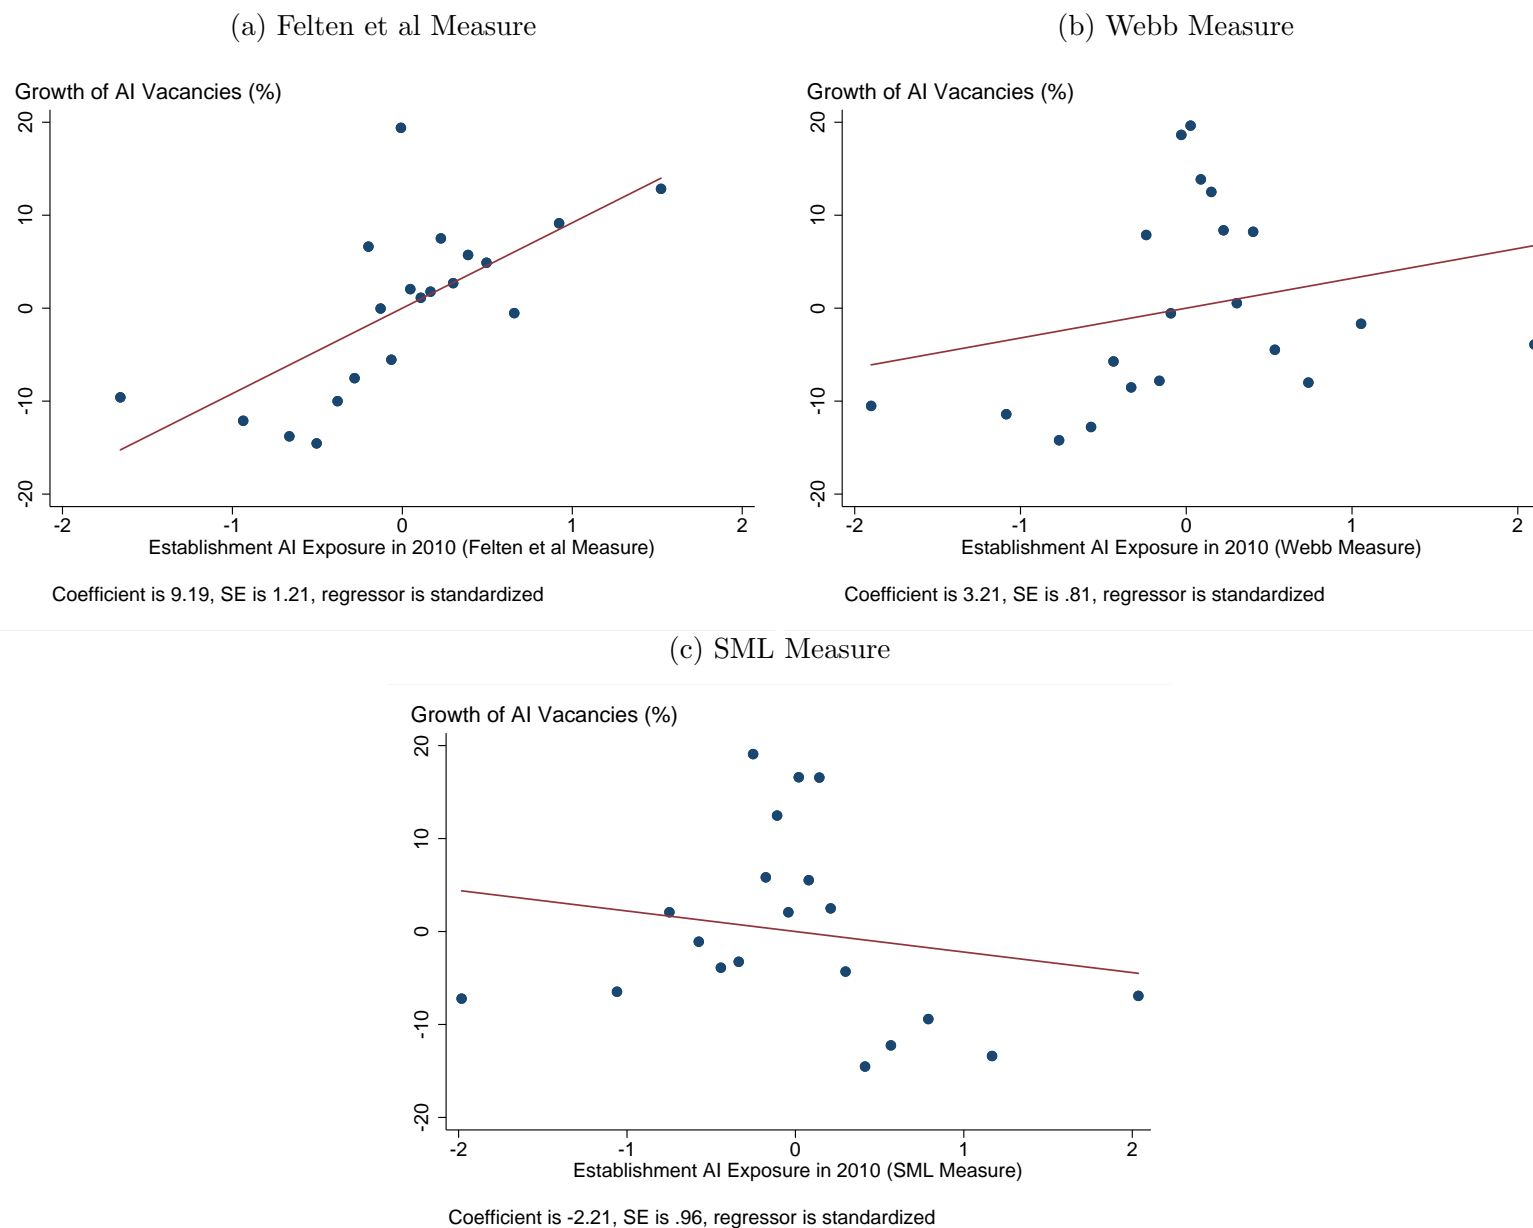 (a) Felten et al Measure
Growth of AI Vacancies (%)
20
10
0
-10
-20
-2 -1 0 1 2
Establishment AI Exposure in 2010 (Felten et al Measure)
Coefficient is 9.19, SE is 1.21, regressor is standardized
(b) Webb Measure
Growth of AI Vacancies (%)
20
10
0
-10
-20
-2 -1 0 1 2
Establishment AI Exposure in 2010 (Webb Measure)
Coefficient is 3.21, SE is .81, regressor is standardized
(c) SML Measure
Growth of AI Vacancies (%)
20
10
0
-10
-20
-2 -1 0 1 2
Establishment AI Exposure in 2010 (SML Measure)
Coefficient is -2.21, SE is .96, regressor is standardized